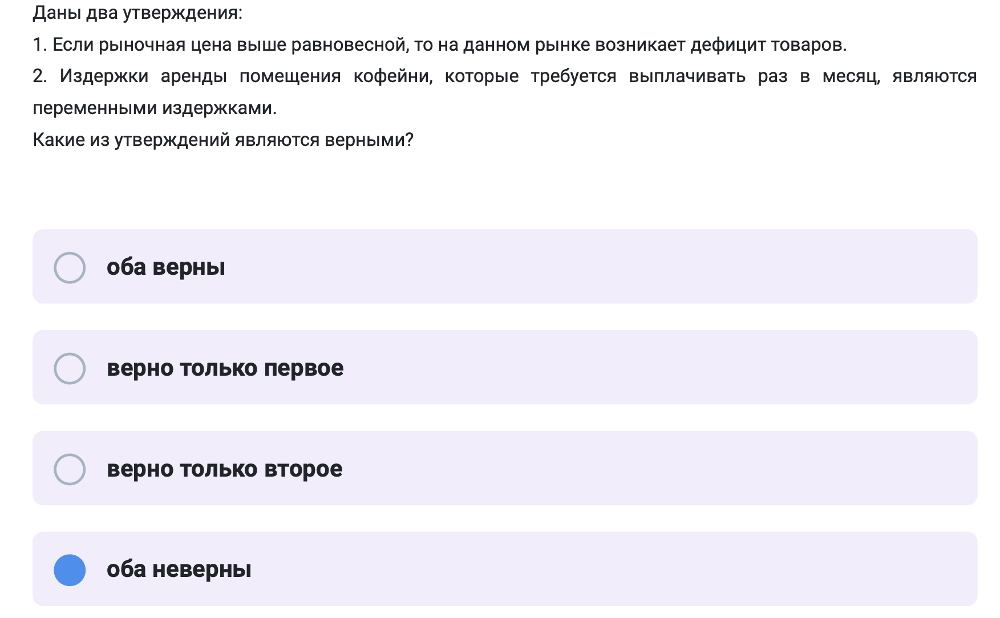 Даны два утверждения:
1. Если рыночная цена выше равновесной, то на данном рынке возникает дефицит товаров.
2. Издержки аренды помещения кофейни, которые требуется выплачивать раз в месяц, являются
переменными издержками.
Какие из утверждений являются верными?
оба верны
верно только первое
верно только второе
оба неверны